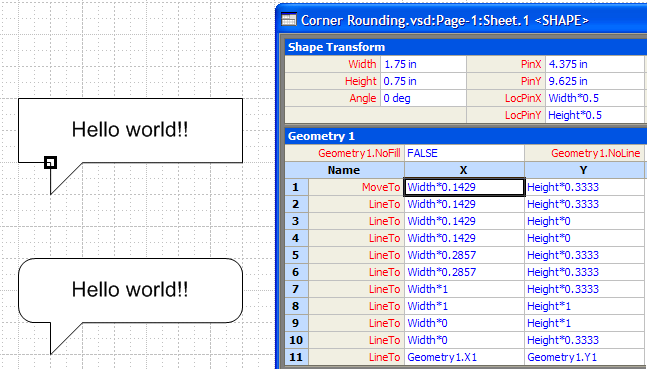 Hello world!!
Hello world!!
Corner Rounding.vsd:Page-1:Sheet.1 <SHAPE>
Shape Transform
Width 1.75 in PinX 4.375 in
Height 0.75 in PinY 9.625 in
Angle 0 deg LocPinX Width*0.5
LocPinY Height*0.5
Geometry 1
Geometry1.NoFill FALSE Geometry1.NoLine
Name X Y
1 MoveTo Width*0.1429 Height*0.3333
2 LineTo Width*0.1429 Height*0.3333
3 LineTo Width*0.1429 Height*0
4 LineTo Width*0.1429 Height*0
5 LineTo Width*0.2857 Height*0.3333
6 LineTo Width*0.2857 Height*0.3333
7 LineTo Width*1 Height*0.3333
8 LineTo Width*1 Height*1
9 LineTo Width*0 Height*1
10 LineTo Width*0 Height*0.3333
11 LineTo Geometry1.X1 Geometry1.Y1